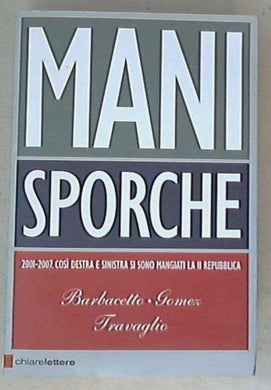 MANI
SPORCHE
2001-2007. COSÌ DESTRA E SINISTRA SI SONO MANGIATI LA II REPUBBLICA
Barbacetto • Gomez
Travaglio
chiarelettere